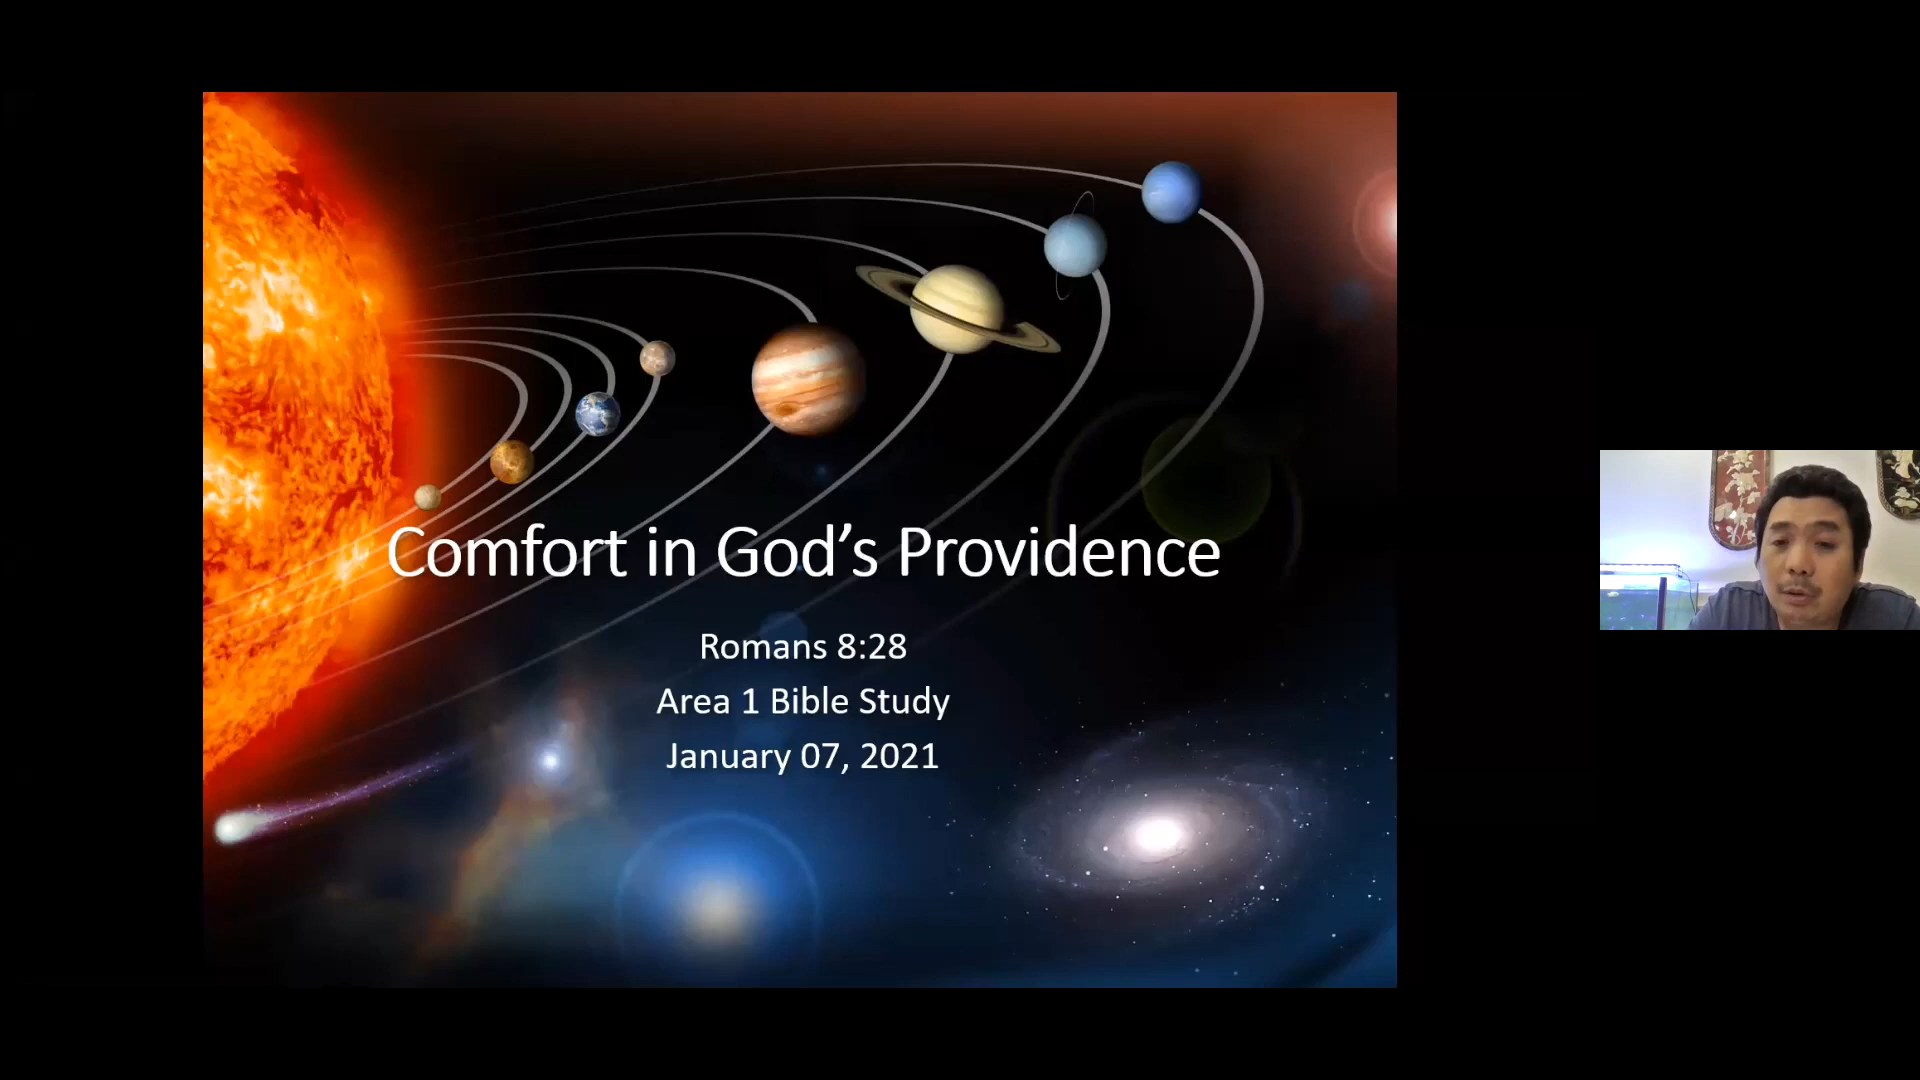 Comfort in God’s Providence
Romans 8:28
Area 1 Bible Study
January 07, 2021